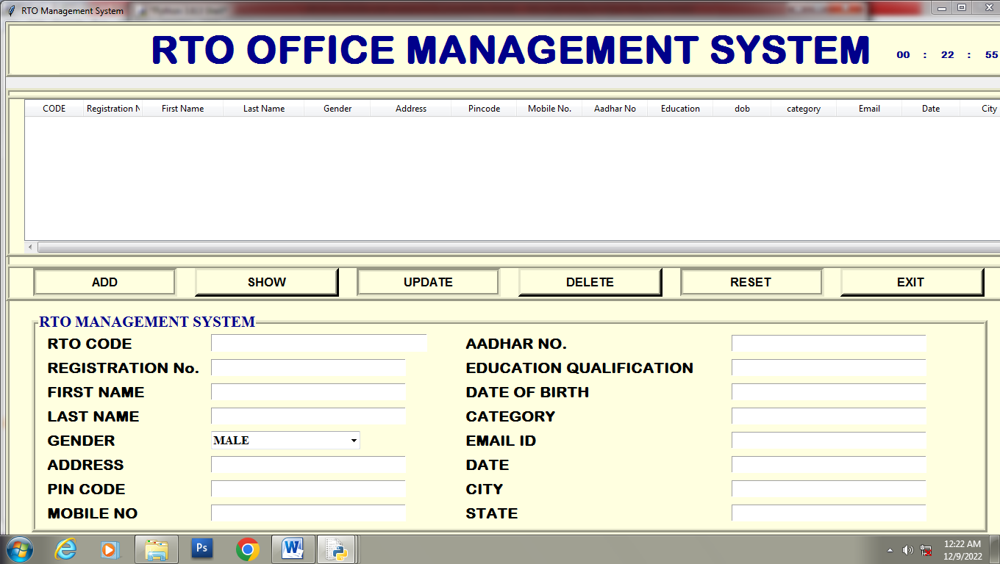 RTO Management System
RTO OFFICE MANAGEMENT SYSTEM 00 : 22 : 55
CODE Registration N First Name Last Name Gender Address Pincode Mobile No. Aadhar No Education dob category Email Date City
ADD SHOW UPDATE DELETE RESET EXIT
RTO MANAGEMENT SYSTEM
RTO CODE AADHAR NO.
REGISTRATION No. EDUCATION QUALIFICATION
FIRST NAME DATE OF BIRTH
LAST NAME CATEGORY
GENDER MALE EMAIL ID
ADDRESS DATE
PIN CODE CITY
MOBILE NO STATE
Ps
W
12:22 AM
12/9/2022